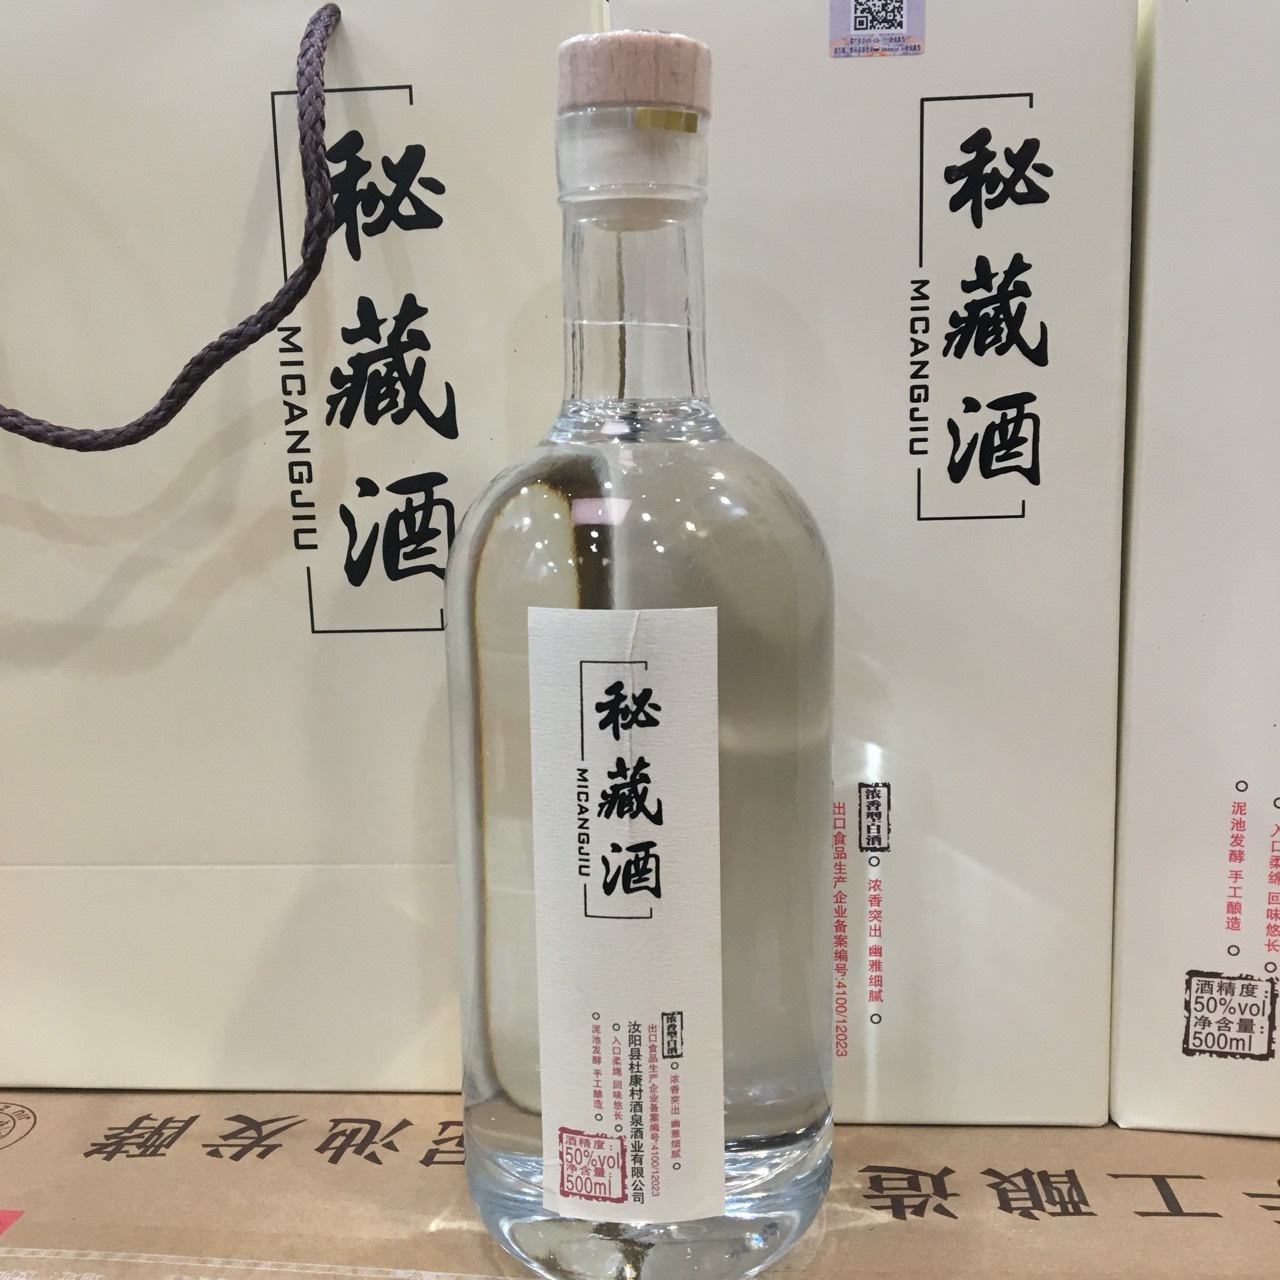 秘藏酒
MICANGJIU
秘藏酒
MICANGJIU
浓香型白酒
浓香突出 幽雅细腻
出口食品生产企业备案编号:4100/12023
泥池发酵 手工酿造
入口柔绵 回味悠长
酒精度:
50%vol
净含量:
500ml
秘藏酒
MICANGJIU
浓香型白酒
浓香突出 幽雅细腻
出口食品生产企业备案编号:4100/12023
汝阳县杜康村酒泉酒业有限公司
入口柔绵 回味悠长
泥池发酵 手工酿造
酒精度:
50%vol
净含量:
500ml
泥池发酵
工酿造